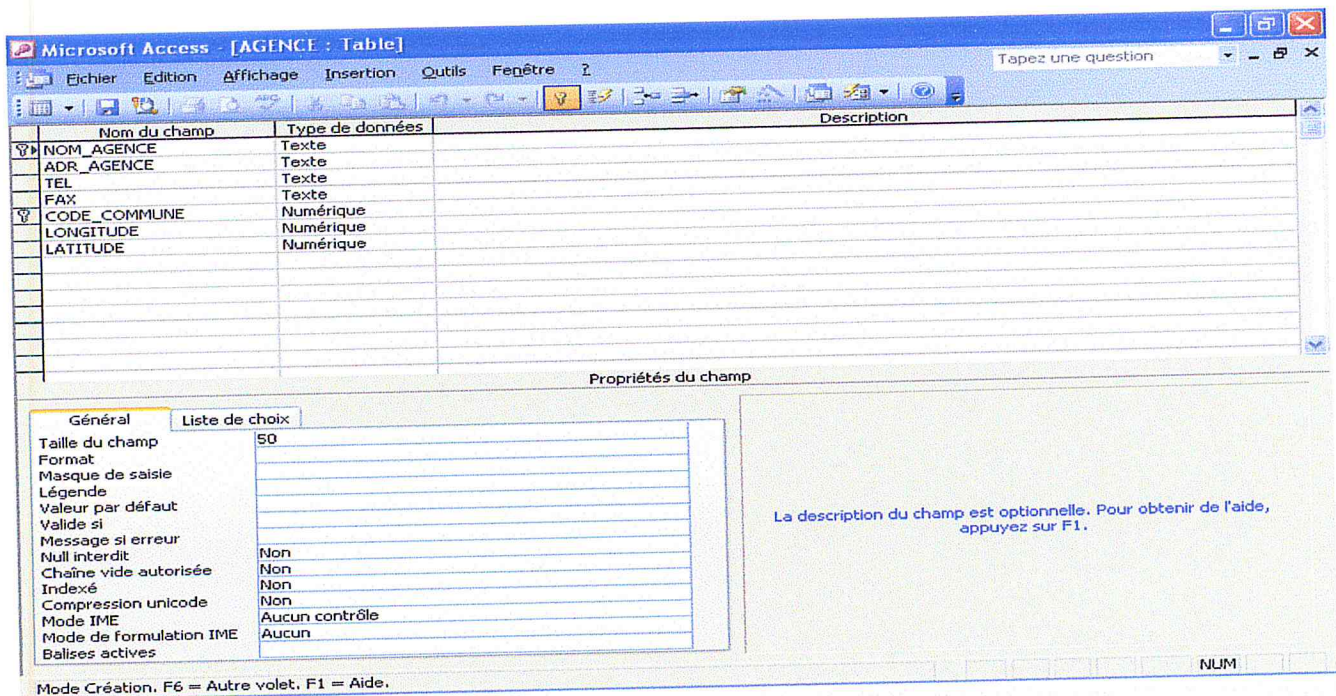 Microsoft Access - [AGENCE : Table]
Fichier Edition Affichage Insertion Outils Fenêtre ? Tapez une question
Nom du champ Type de données Description
NOM_AGENCE Texte
ADR_AGENCE Texte
TEL Texte
FAX Texte
CODE_COMMUNE Numérique
LONGITUDE Numérique
LATITUDE Numérique
Propriétés du champ
Général Liste de choix
Taille du champ 50
Format
Masque de saisie
Légende
Valeur par défaut
Valide si
Message si erreur
Null interdit Non
Chaîne vide autorisée Non
Indexé Non
Compression unicode Non
Mode IME Aucun contrôle
Mode de formulation IME Aucun
Balises actives
La description du champ est optionnelle. Pour obtenir de l'aide,
appuyez sur F1.
Mode Création. F6 = Autre volet. F1 = Aide. NUM